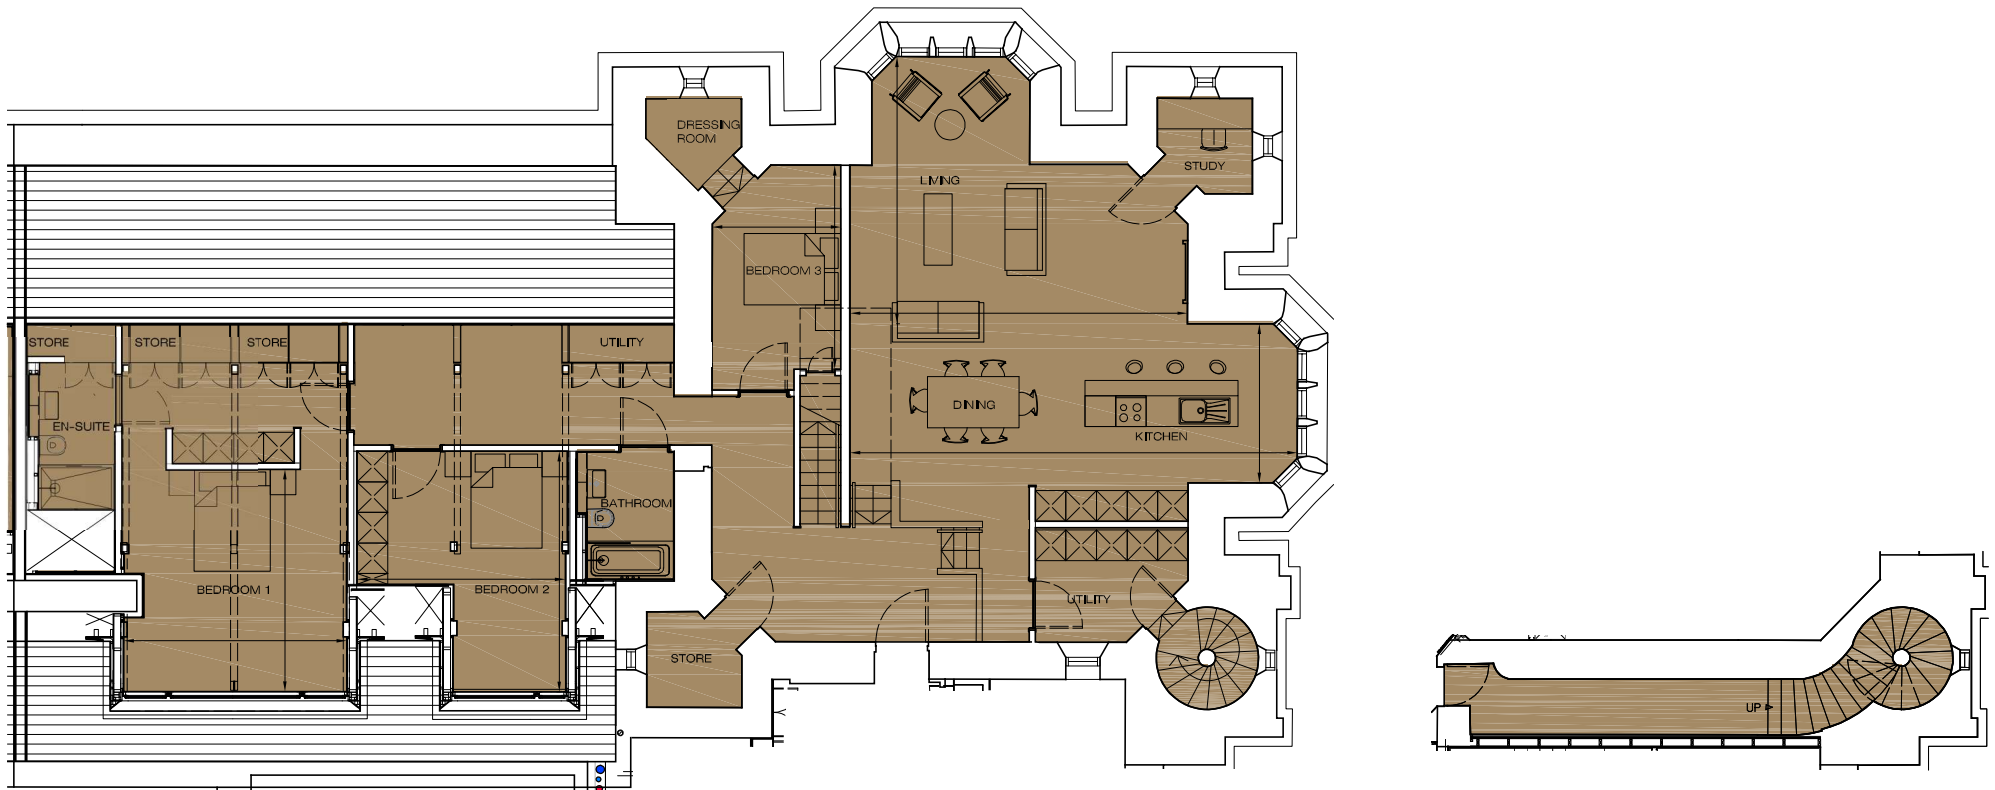 DRESSING
ROOM
STUDY
LIVING
BEDROOM 3
STORE
STORE
STORE
UTILITY
DINING
EN-SUITE
KITCHEN
BATHROOM
BEDROOM 1
BEDROOM 2
UTILITY
STORE
UP